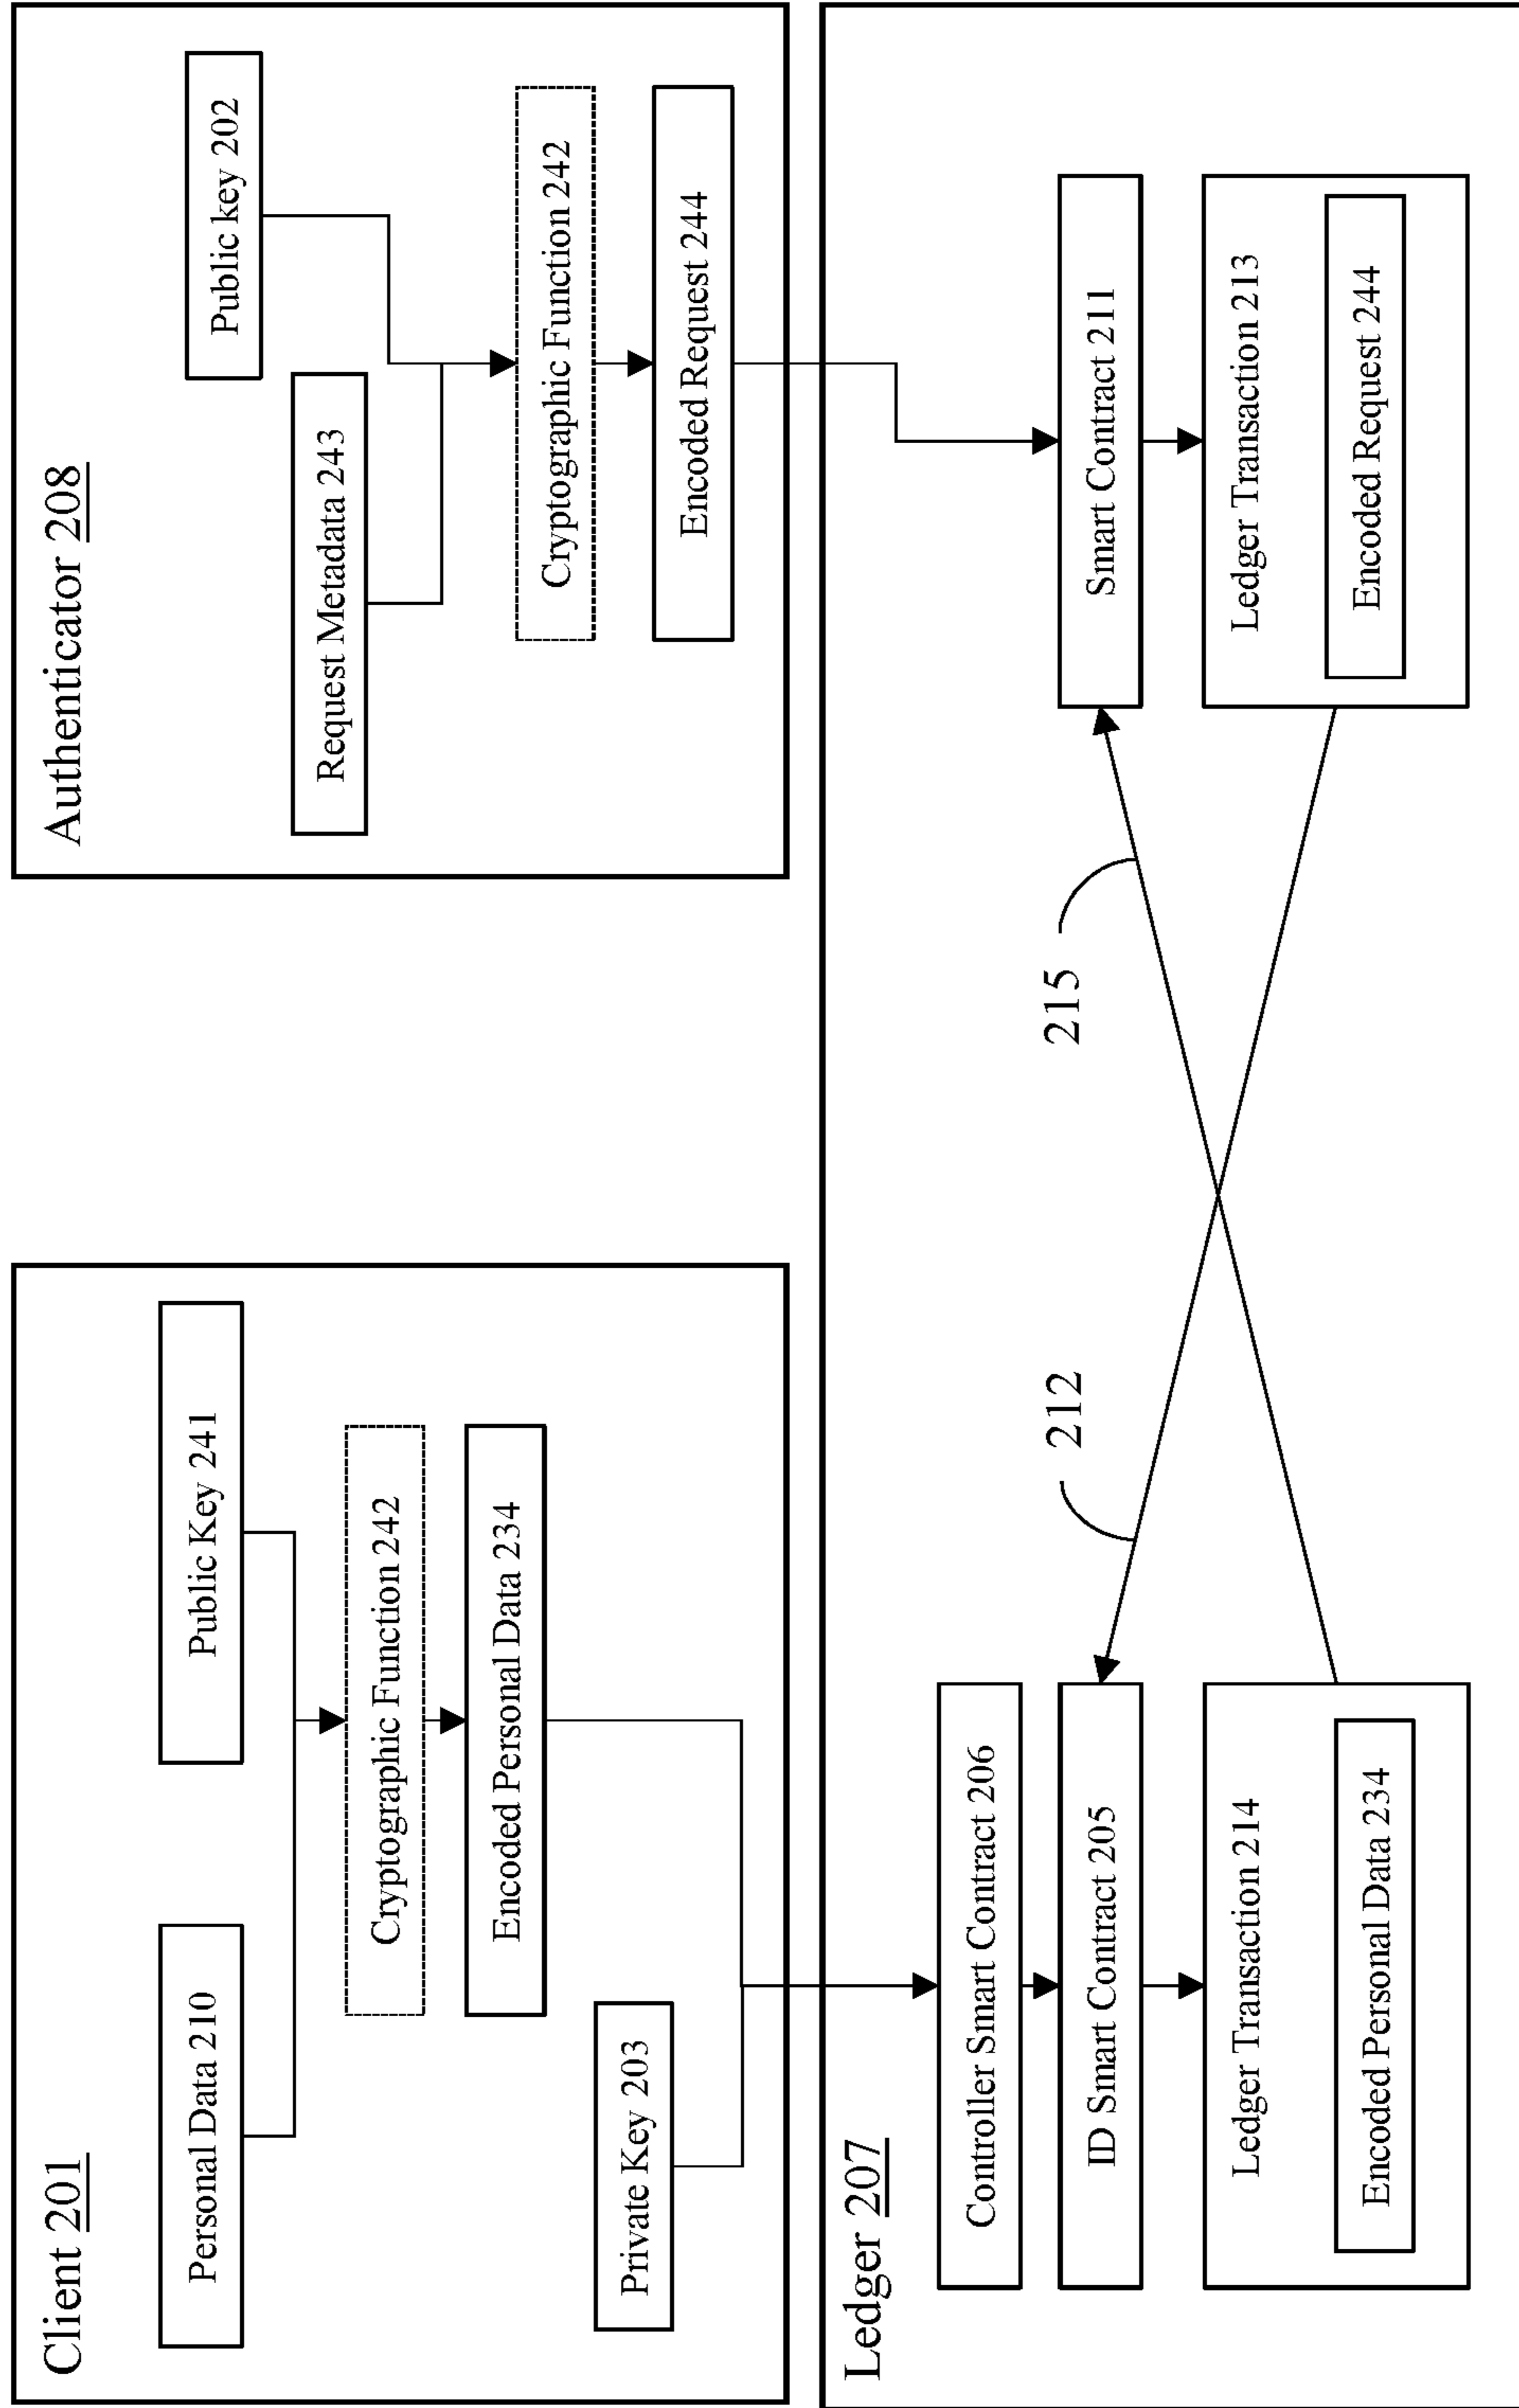 Client 201
Personal Data 210
Public Key 241
Cryptographic Function 242
Encoded Personal Data 234
Private Key 203
Authenticator 208
Public key 202
Request Metadata 243
Cryptographic Function 242
Encoded Request 244
Ledger 207
Controller Smart Contract 206
ID Smart Contract 205
Ledger Transaction 214
Encoded Personal Data 234
212
215
Smart Contract 211
Ledger Transaction 213
Encoded Request 244